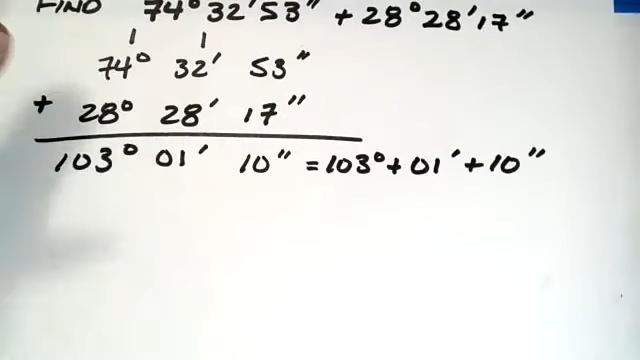 FIND 74° 32' 53" + 28° 28' 17"
1 1
74° 32' 53"
+ 28° 28' 17"
103° 01' 10" = 103° + 01' + 10"